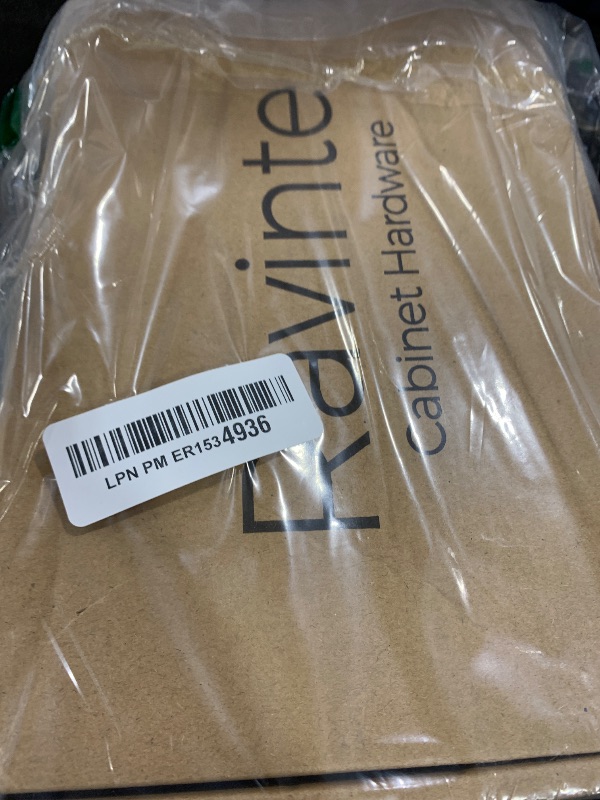 Ravinte
Cabinet Hardware
LPN PM ER1534936